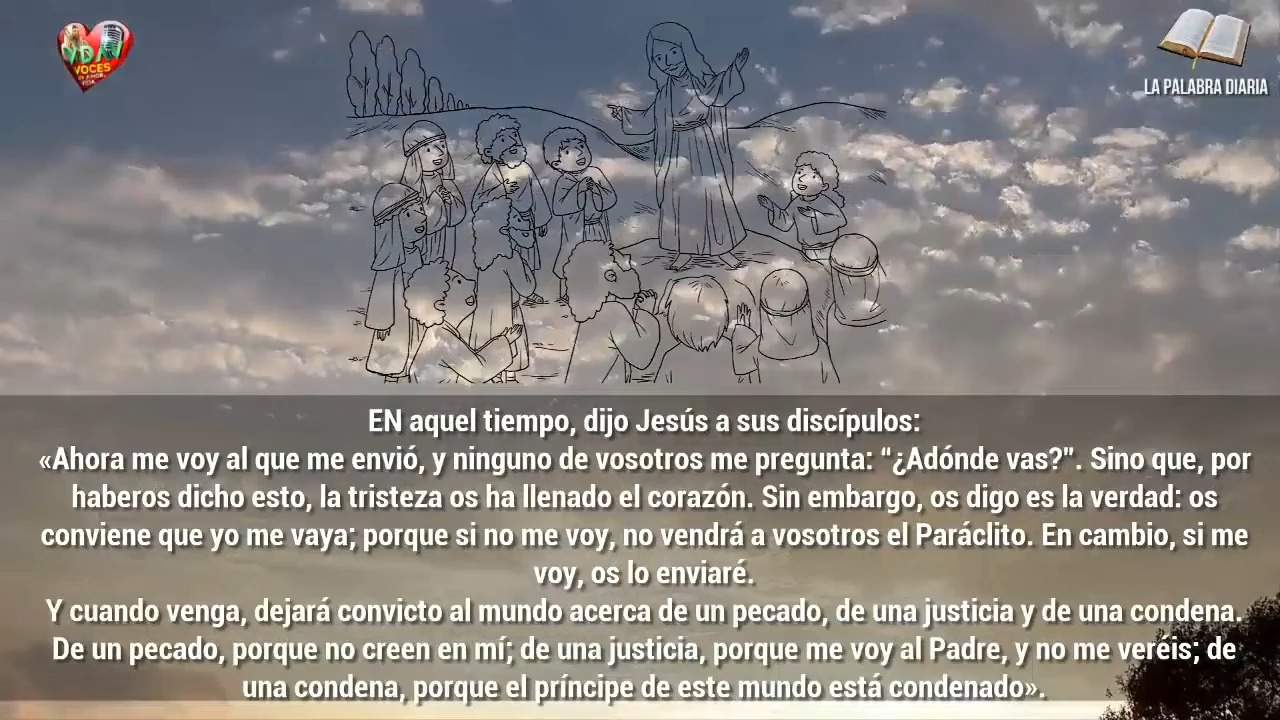 VDA
VOCES
LA PALABRA DIARIA
EN aquel tiempo, dijo Jesús a sus discípulos:
«Ahora me voy al que me envió, y ninguno de vosotros me pregunta: “¿Adónde vas?”. Sino que, por
haberos dicho esto, la tristeza os ha llenado el corazón. Sin embargo, os digo es la verdad: os
conviene que yo me vaya; porque si no me voy, no vendrá a vosotros el Paráclito. En cambio, si me
voy, os lo enviaré.
Y cuando venga, dejará convicto al mundo acerca de un pecado, de una justicia y de una condena.
De un pecado, porque no creen en mí; de una justicia, porque me voy al Padre, y no me veréis; de
una condena, porque el príncipe de este mundo está condenado».